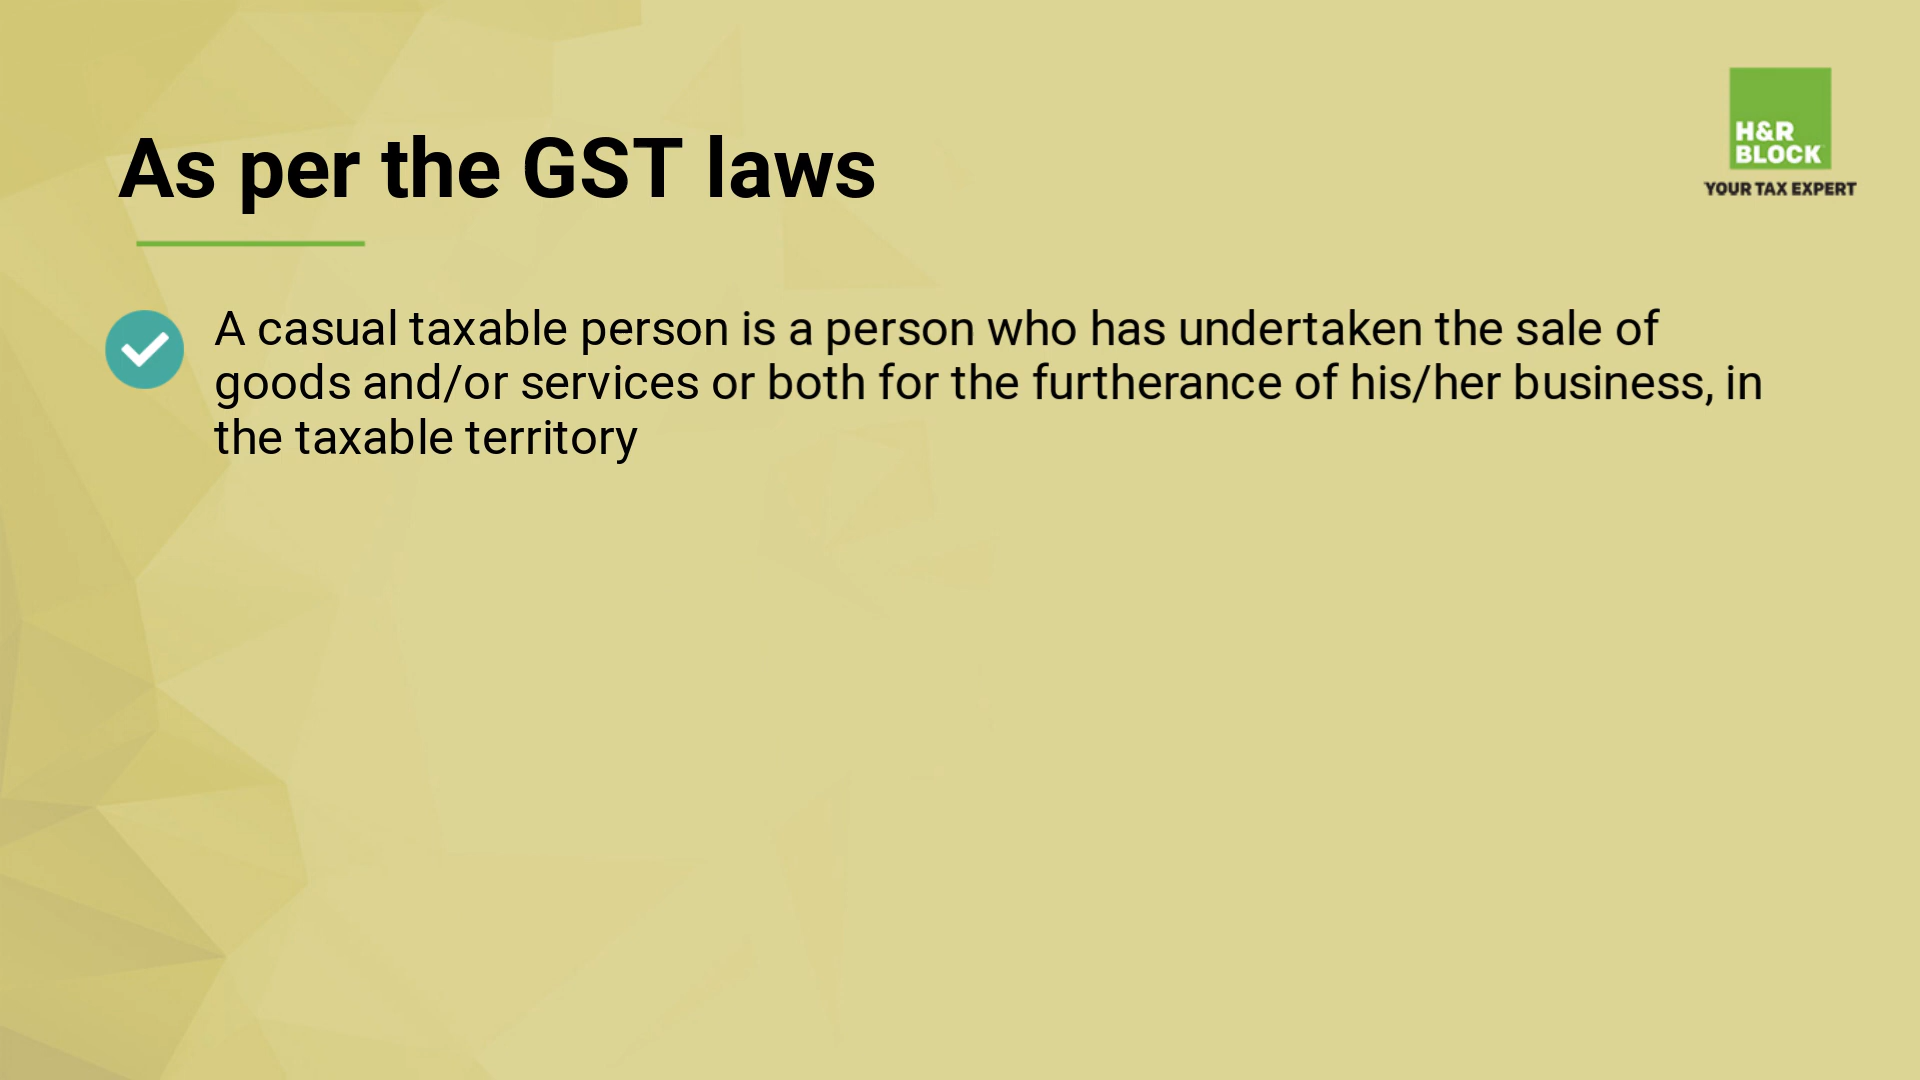 As per the GST laws
H&R
BLOCK
YOUR TAX EXPERT
A casual taxable person is a person who has undertaken the sale of
goods and/or services or both for the furtherance of his/her business, in
the taxable territory